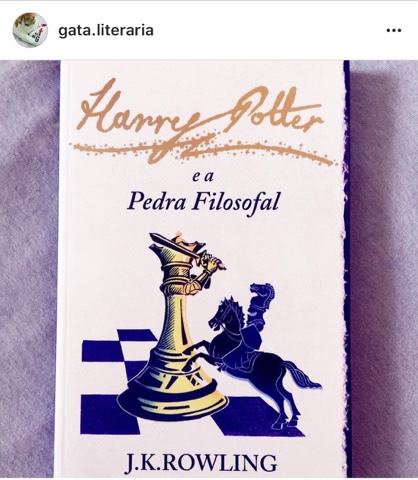 gata.literaria
Harry Potter
e a
Pedra Filosofal
J.K.ROWLING